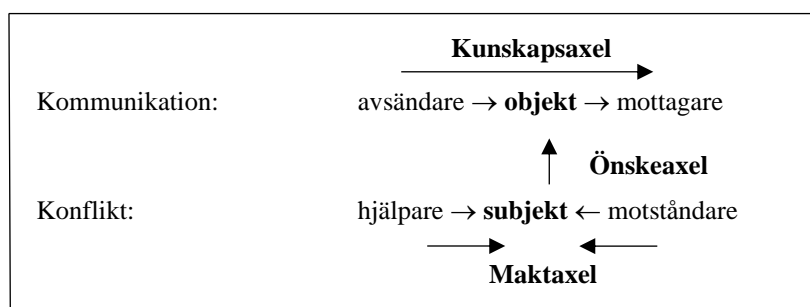 Kunskapsaxel
Kommunikation: avsändare → objekt → mottagare
Önskeaxel
Konflikt: hjälpare → subjekt ← motståndare
Maktaxel